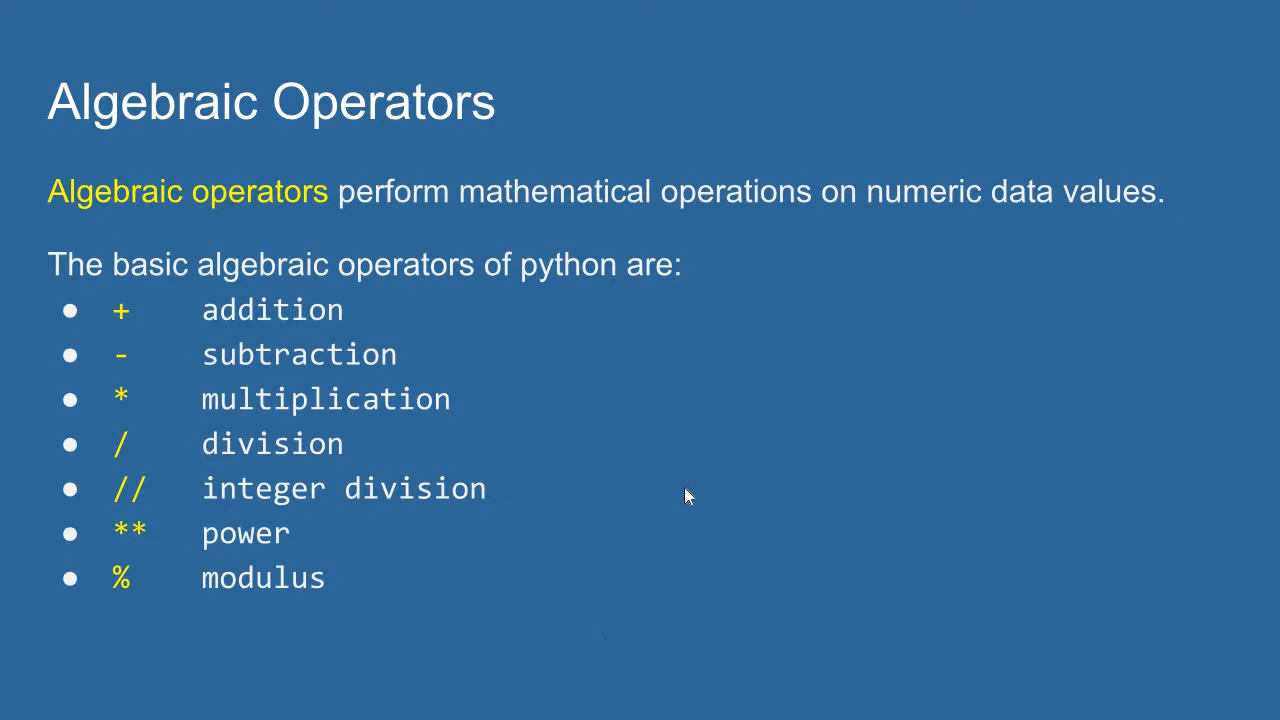 Algebraic Operators
Algebraic operators perform mathematical operations on numeric data values.
The basic algebraic operators of python are:
● + addition
● - subtraction
● * multiplication
● / division
● // integer division
● ** power
● % modulus